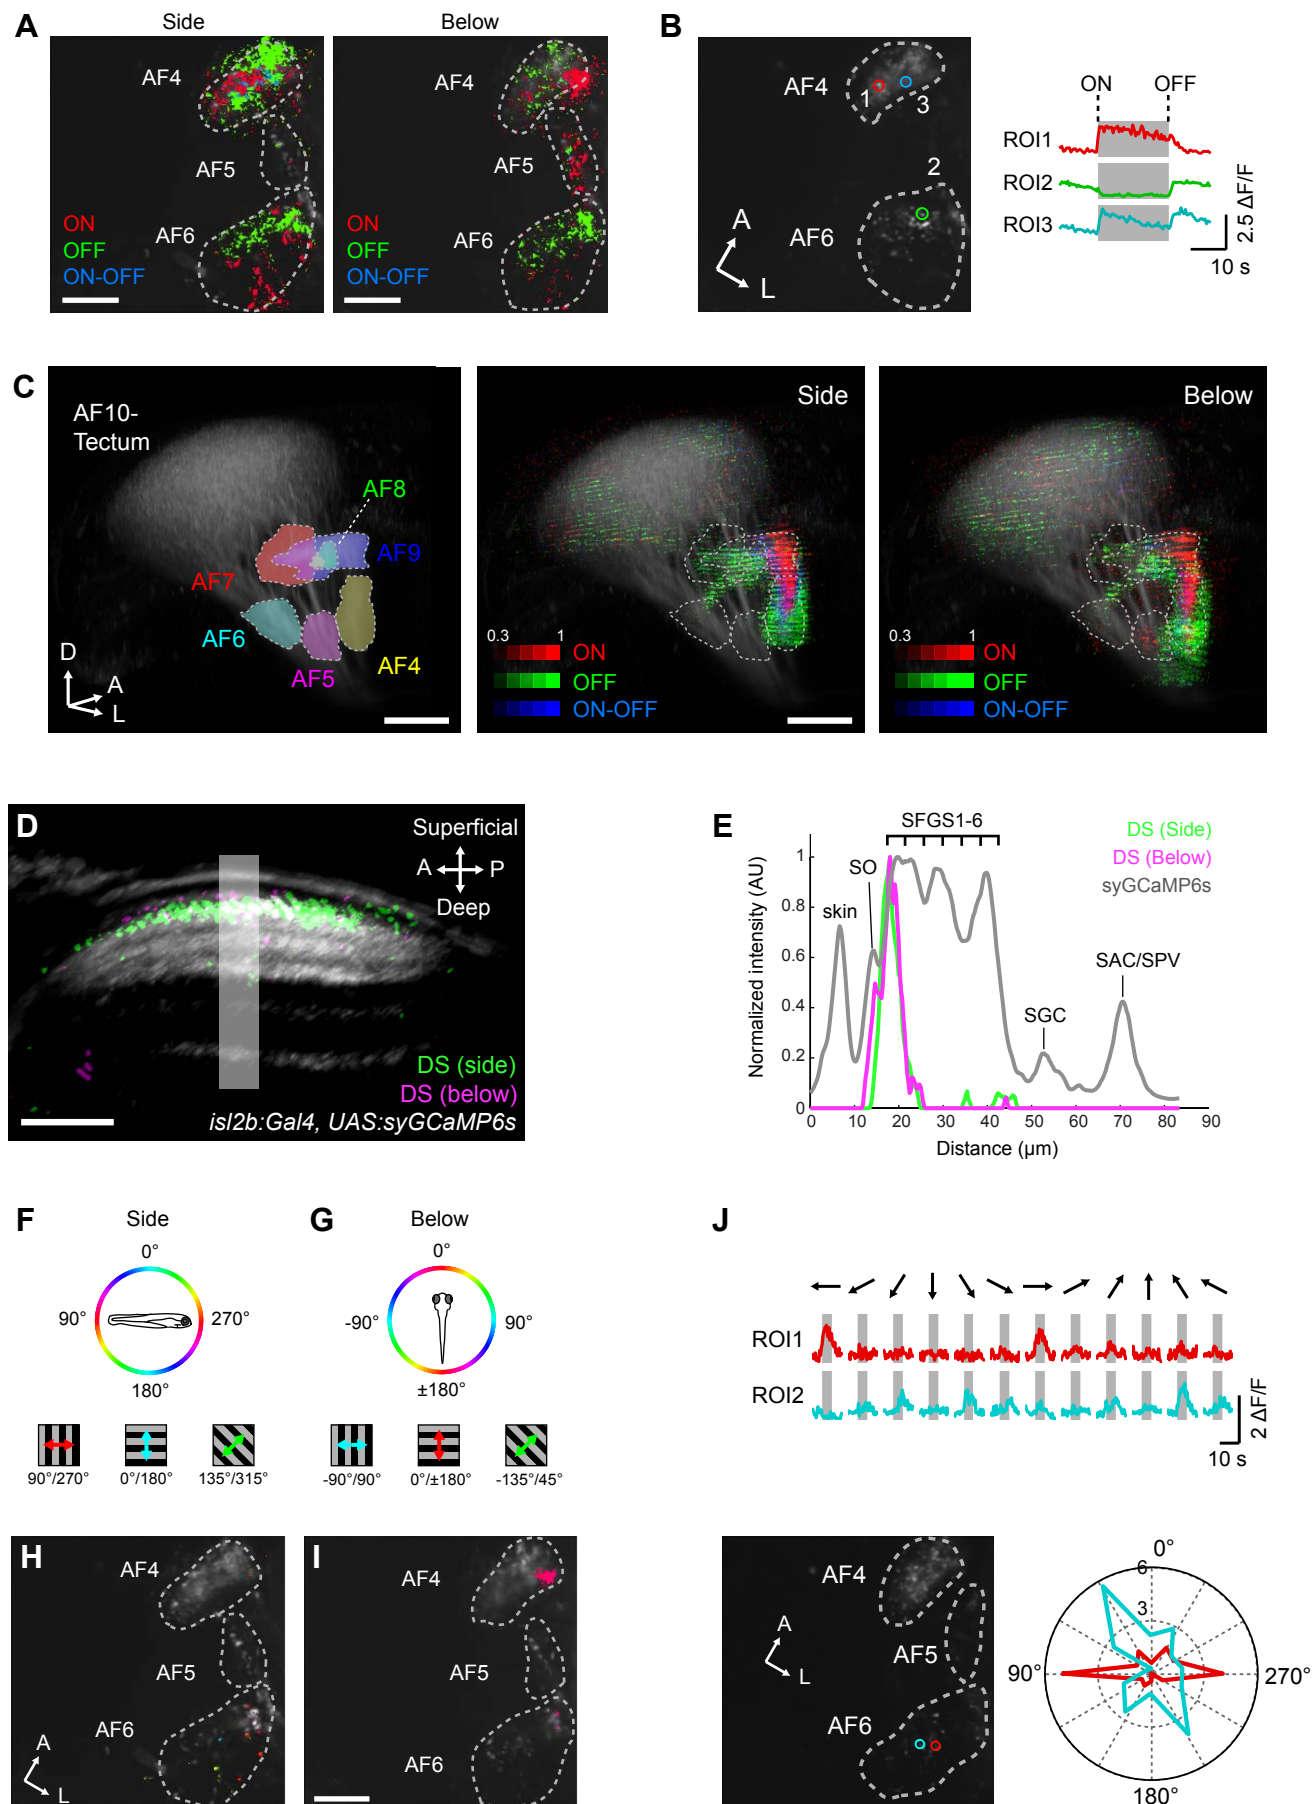 A
Side
Below
AF4
AF5
AF6
ON
OFF
ON-OFF
AF4
AF5
AF6
ON
OFF
ON-OFF
B
AF4
1
3
2
AF6
A
L
ON
OFF
ROI1
ROI2
ROI3
2.5 ΔF/F
10 s
C
AF10-
Tectum
AF8
AF9
AF7
AF6
AF5
AF4
D
A
L
Side
0.3
1
ON
OFF
ON-OFF
Below
0.3
1
ON
OFF
ON-OFF
D
Superficial
A
P
Deep
DS (side)
DS (below)
isl2b:Gal4, UAS:syGCaMP6s
E
SFGS1-6
DS (Side)
DS (Below)
syGCaMP6s
SO
skin
SGC
SAC/SPV
Normalized intensity (AU)
1
0.8
0.6
0.4
0.2
0
0 10 20 30 40 50 60 70 80 90
Distance (µm)
F
Side
0°
90°
270°
180°
90°/270°
0°/180°
135°/315°
G
Below
0°
-90°
90°
±180°
-90°/90°
0°/±180°
-135°/45°
J
ROI1
ROI2
2 ΔF/F
10 s
H
AF4
AF5
AF6
A
L
I
AF4
AF5
AF6
AF4
AF5
AF6
A
L
0°
6
3
90°
270°
180°